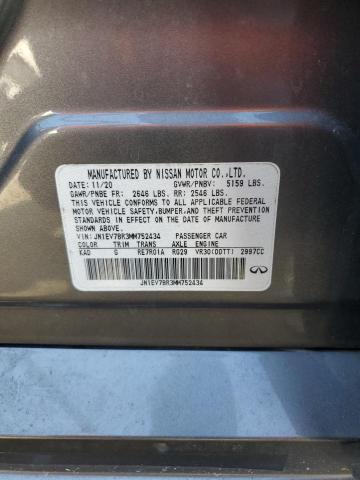 MANUFACTURED BY NISSAN MOTOR CO.,LTD.
DATE: 11/20 GVWR/PNBV: 5159 LBS.
GAWR/PNBE FR: 2646 LBS. RR: 2546 LBS.
THIS VEHICLE CONFORMS TO ALL APPLICABLE FEDERAL
MOTOR VEHICLE SAFETY,BUMPER,AND THEFT PREVENTION
STANDARDS IN EFFECT ON THE DATE OF MANUFACTURE
SHOWN ABOVE.
VIN: JN1EV7BR3MM752434 PASSENGER CAR
COLOR TRIM TRANS AXLE ENGINE
KAD G RE7R01A RG29 VR30(DDTT) 2997CC
JN1EV7BR3MM752434